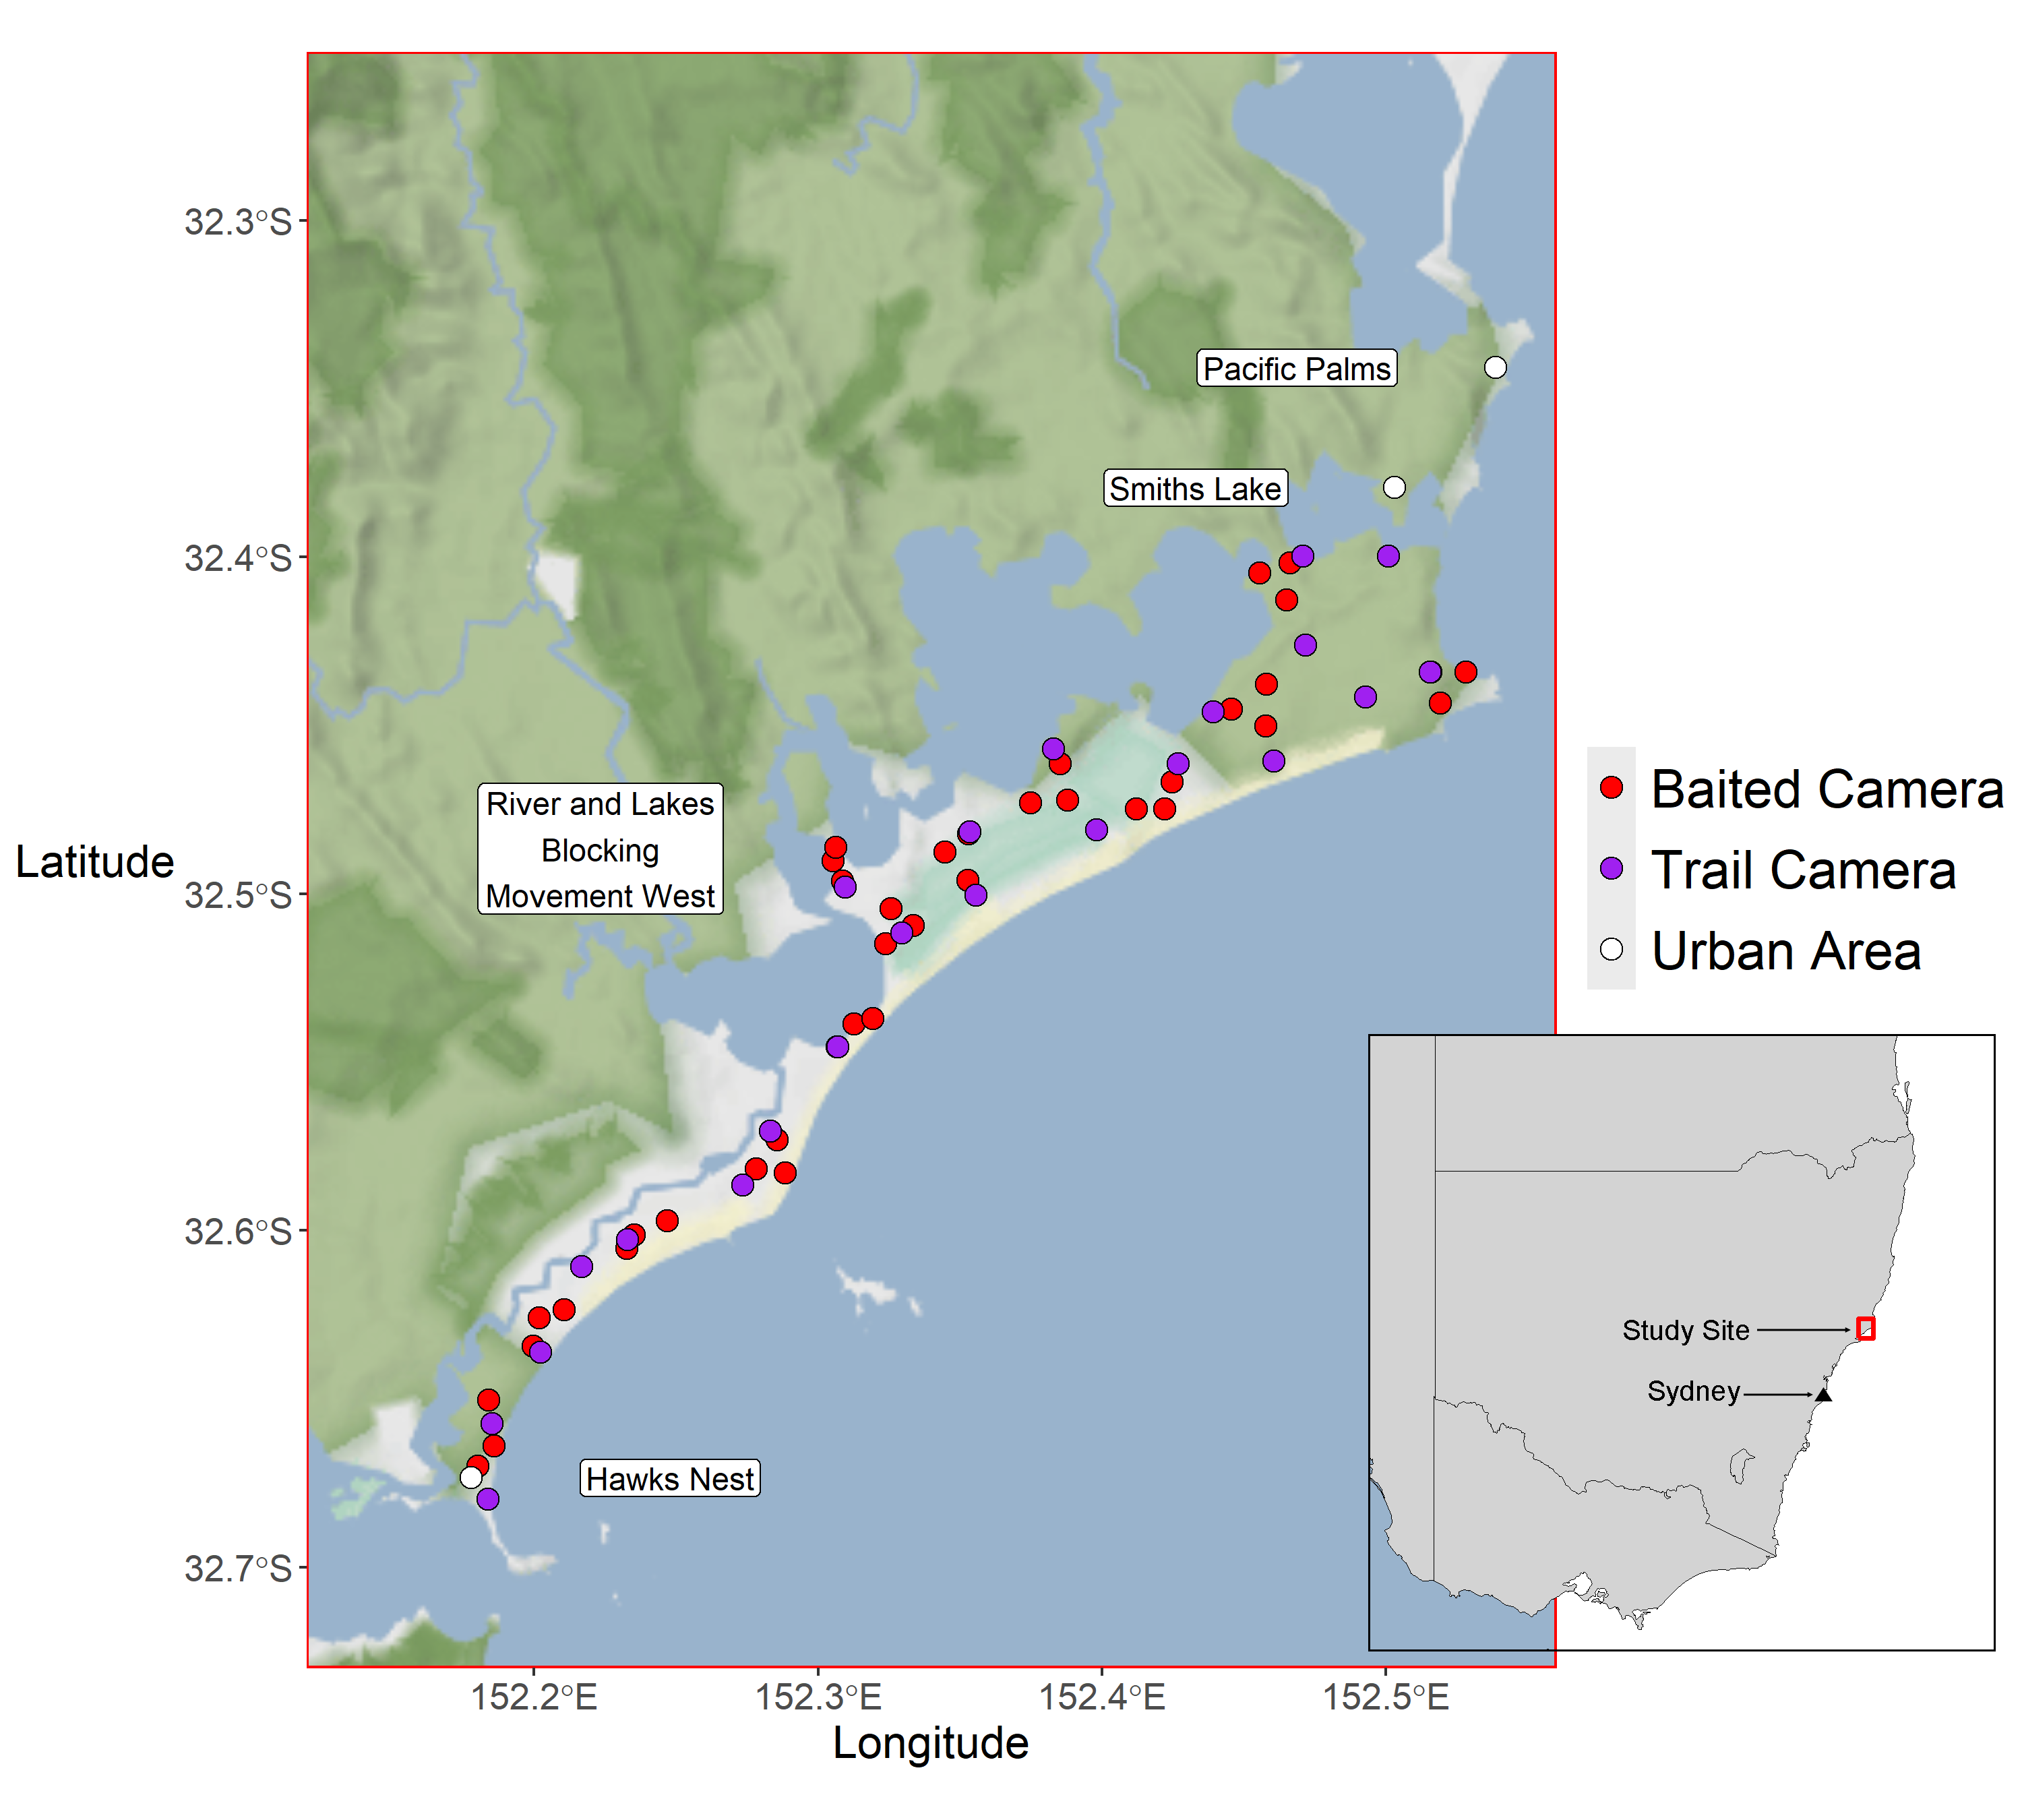 32.3°S
Pacific Palms
Smiths Lake
32.4°S
River and Lakes
Blocking
Movement West
Baited Camera
Trail Camera
Urban Area
Latitude
32.5°S
32.6°S
Study Site
Sydney
Hawks Nest
32.7°S
152.2°E
152.3°E
152.4°E
152.5°E
Longitude